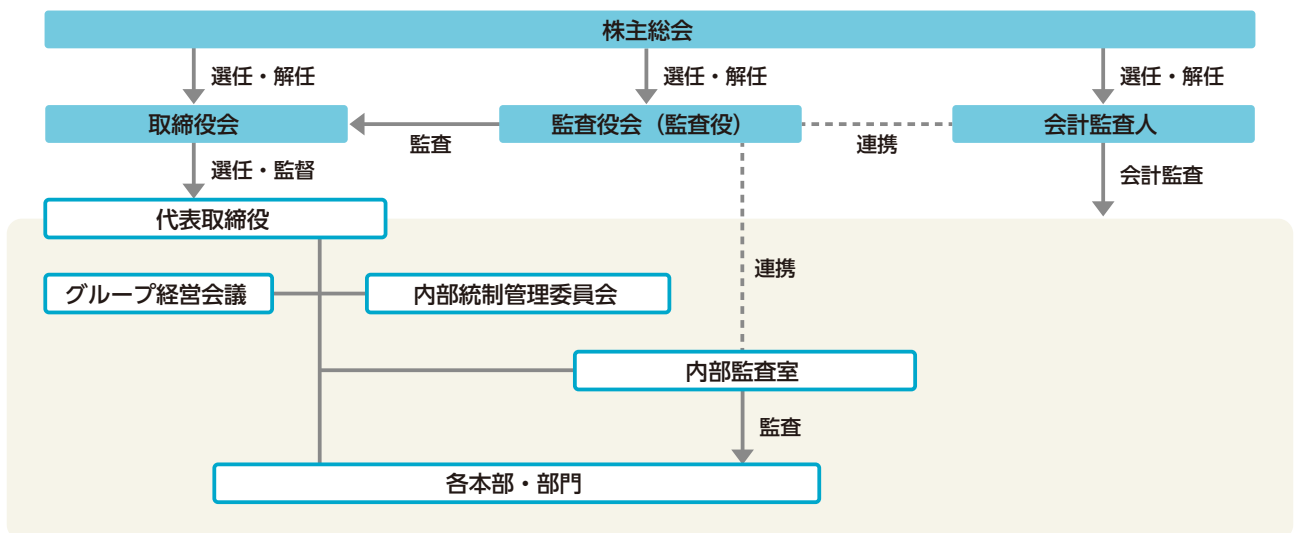 株主総会
選任・解任
選任・解任
選任・解任
取締役会
監査役会（監査役）
会計監査人
監査
連携
選任・監督
会計監査
代表取締役
連携
グループ経営会議
内部統制管理委員会
内部監査室
監査
各本部・部門